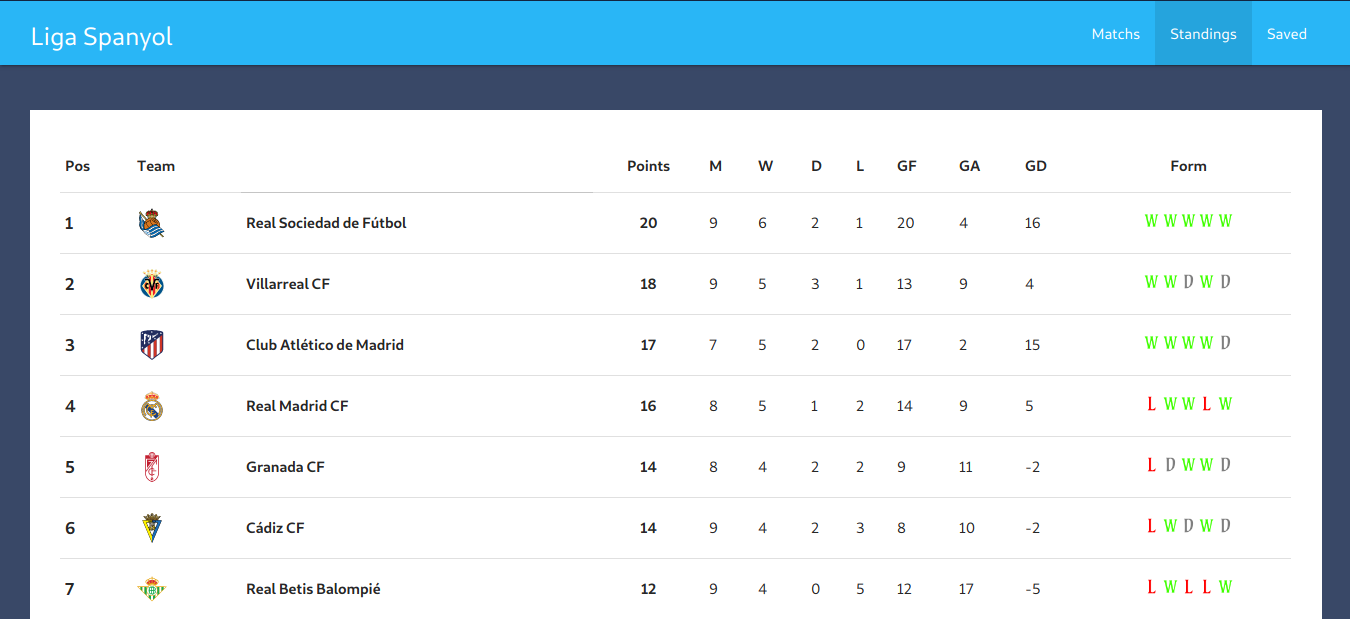 Liga Spanyol Matchs Standings Saved
Pos Team Points M W D L GF GA GD Form
1 Real Sociedad de Fútbol 20 9 6 2 1 20 4 16 W W W W W
2 Villarreal CF 18 9 5 3 1 13 9 4 W W D W D
3 Club Atlético de Madrid 17 7 5 2 0 17 2 15 W W W W D
4 Real Madrid CF 16 8 5 1 2 14 9 5 L W W L W
5 Granada CF 14 8 4 2 2 9 11 -2 L D W W D
6 Cádiz CF 14 9 4 2 3 8 10 -2 L W D W D
7 Real Betis Balompié 12 9 4 0 5 12 17 -5 L W L L W